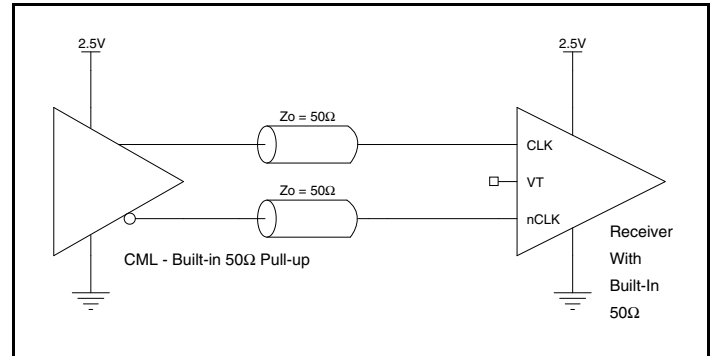 2.5V
2.5V
Zo = 50Ω
CLK
VT
Zo = 50Ω
nCLK
CML - Built-in 50Ω Pull-up
Receiver
With
Built-In
50Ω